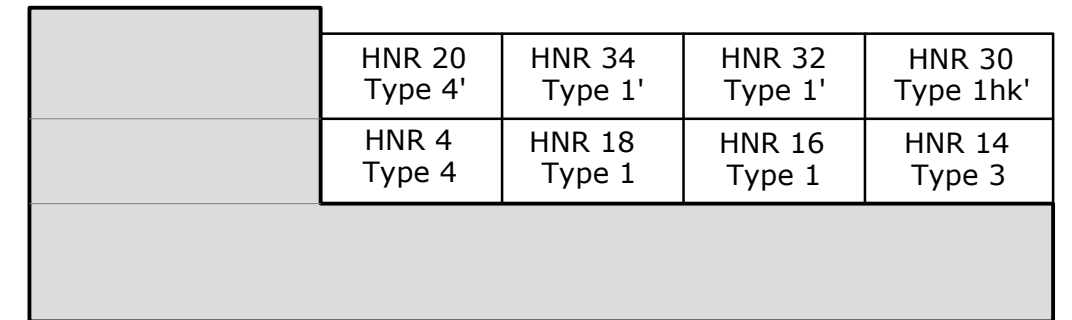 HNR 20
Type 4'
HNR 34
Type 1'
HNR 32
Type 1'
HNR 30
Type 1hk'
HNR 4
Type 4
HNR 18
Type 1
HNR 16
Type 1
HNR 14
Type 3